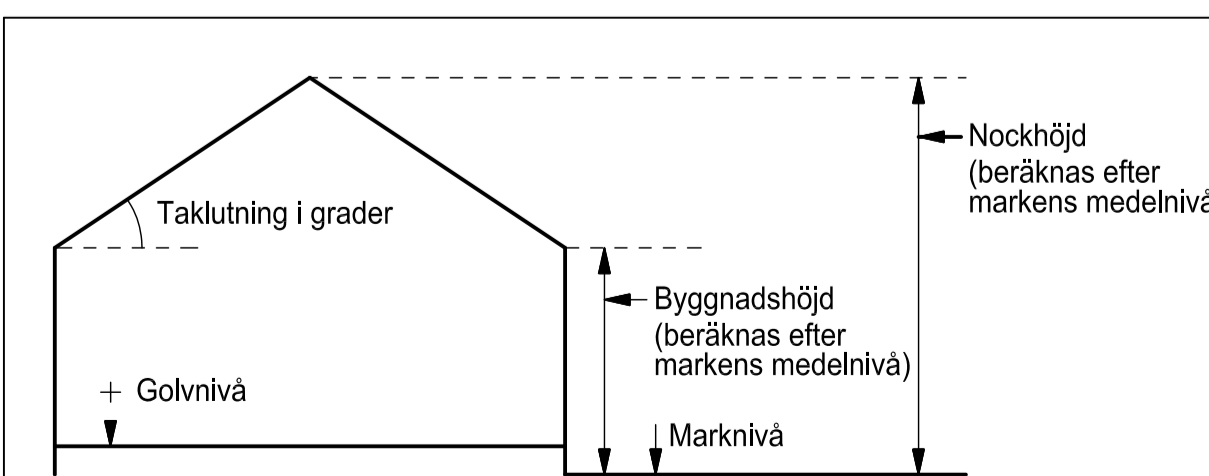 Nockhöjd
(beräknas efter
markens medelnivå
Taklutning i grader
Byggnadshöjd
(beräknas efter
markens medelnivå)
+ Golvnivå
Marknivå